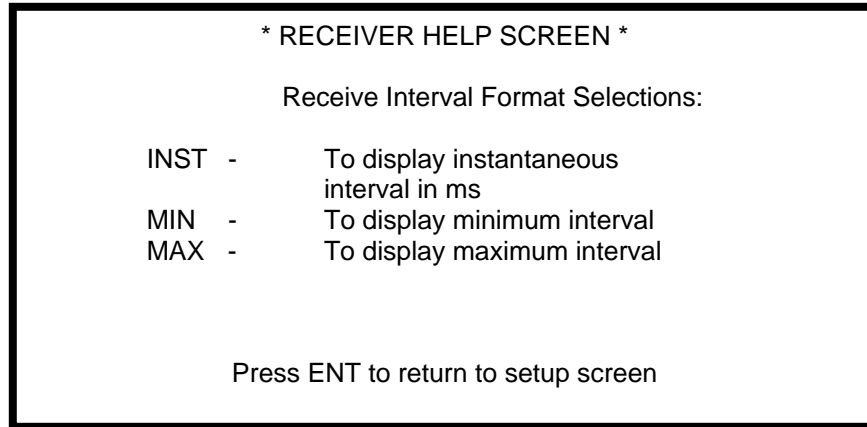 * RECEIVER HELP SCREEN *
Receive Interval Format Selections:
INST - To display instantaneous
interval in ms
MIN - To display minimum interval
MAX - To display maximum interval
Press ENT to return to setup screen